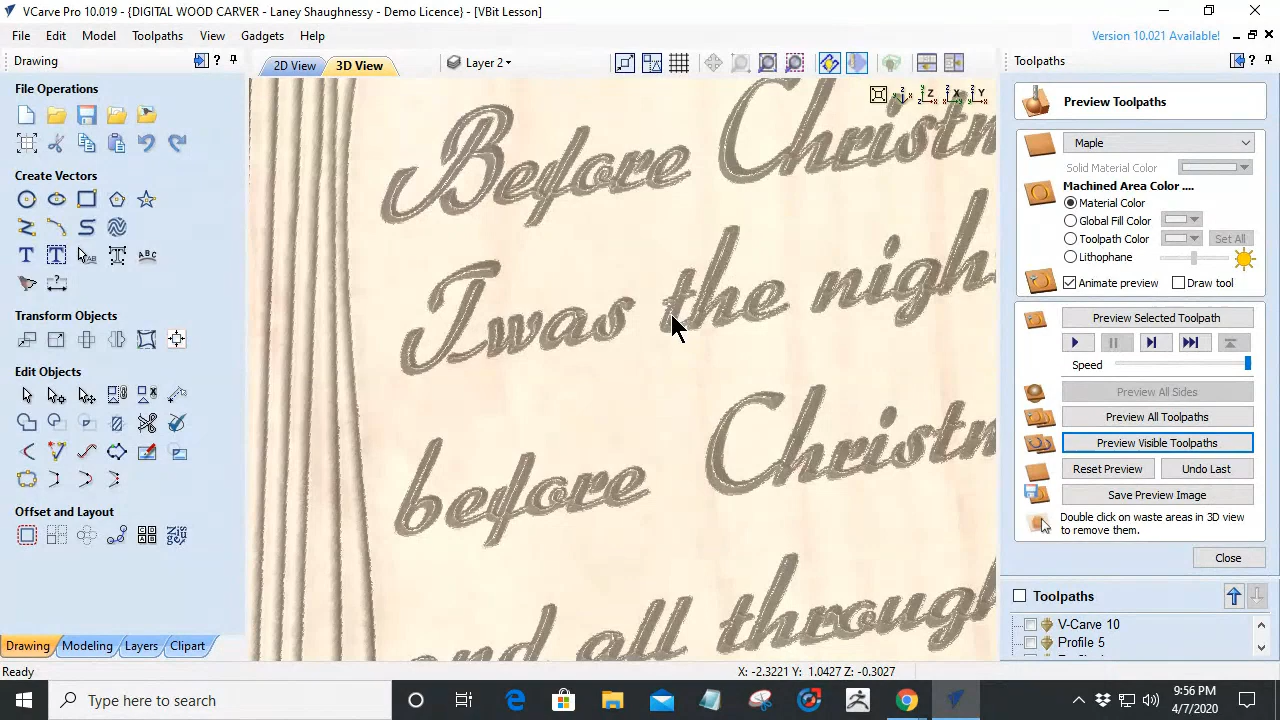 VCarve Pro 10.019 - {DIGITAL WOOD CARVER - Laney Shaughnessy - Demo Licence} - [VBit Lesson]
File Edit Model Toolpaths View Gadgets Help
Version 10.021 Available!
Drawing
File Operations
Create Vectors
Transform Objects
Edit Objects
Offset and Layout
Drawing Modeling Layers Clipart
2D View 3D View
Layer 2
Before Christm
Twas the nigh
before Christm
and all through
Toolpaths
Preview Toolpaths
Maple
Solid Material Color
Machined Area Color ....
Material Color
Global Fill Color
Toolpath Color Set All
Lithophane
Animate preview Draw tool
Preview Selected Toolpath
Speed
Preview All Sides
Preview All Toolpaths
Preview Visible Toolpaths
Reset Preview Undo Last
Save Preview Image
Double click on waste areas in 3D view
to remove them.
Close
Toolpaths
V-Carve 10
Profile 5
Ready
X: -2.3221 Y: 1.0427 Z: -0.3027
Type here to search
9:56 PM
4/7/2020